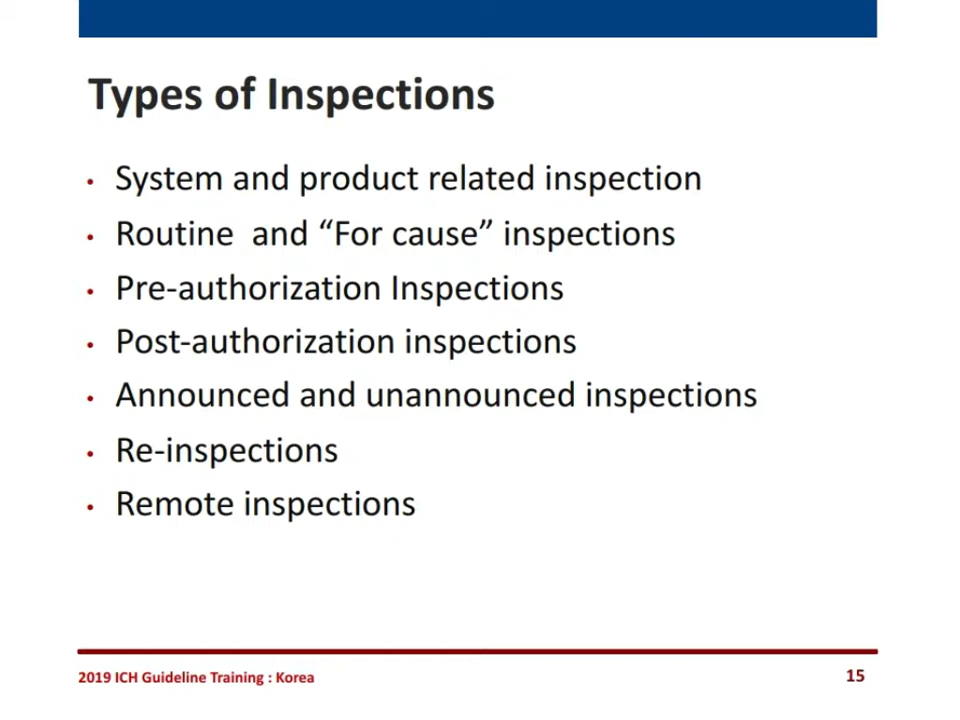 Types of Inspections
• System and product related inspection
• Routine  and “For cause” inspections
• Pre-authorization Inspections
• Post-authorization inspections
• Announced and unannounced inspections
• Re-inspections
• Remote inspections
2019 ICH Guideline Training : Korea
15